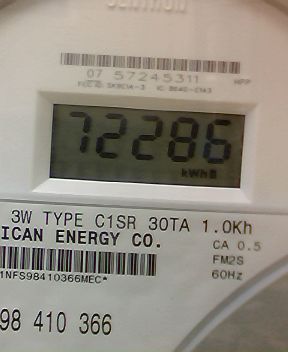 07 57245311
72286
kWh
3W TYPE C1SR 30TA 1.0Kh
ICAN ENERGY CO.
CA 0.5
FM2S
60Hz
1NFS98410366MEC*
98 410 366